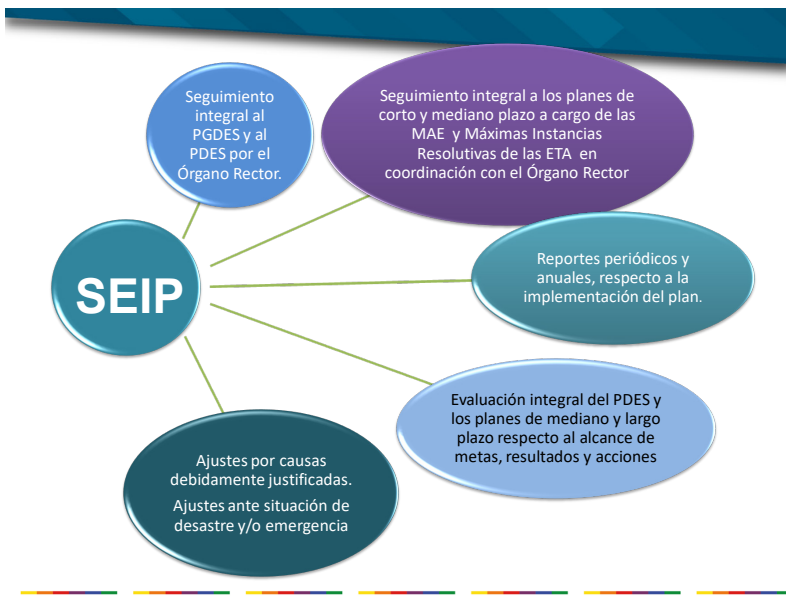 Seguimiento
integral al
PGDES y al
PDES por el
Órgano Rector.
Seguimiento integral a los planes de
corto y mediano plazo a cargo de las
MAE y Máximas Instancias
Resolutivas de las ETA en
coordinación con el Órgano Rector
SEIP
Reportes periódicos y
anuales, respecto a la
implementación del plan.
Evaluación integral del PDES y
los planes de mediano y largo
plazo respecto al alcance de
metas, resultados y acciones
Ajustes por causas
debidamente justificadas.
Ajustes ante situación de
desastre y/o emergencia